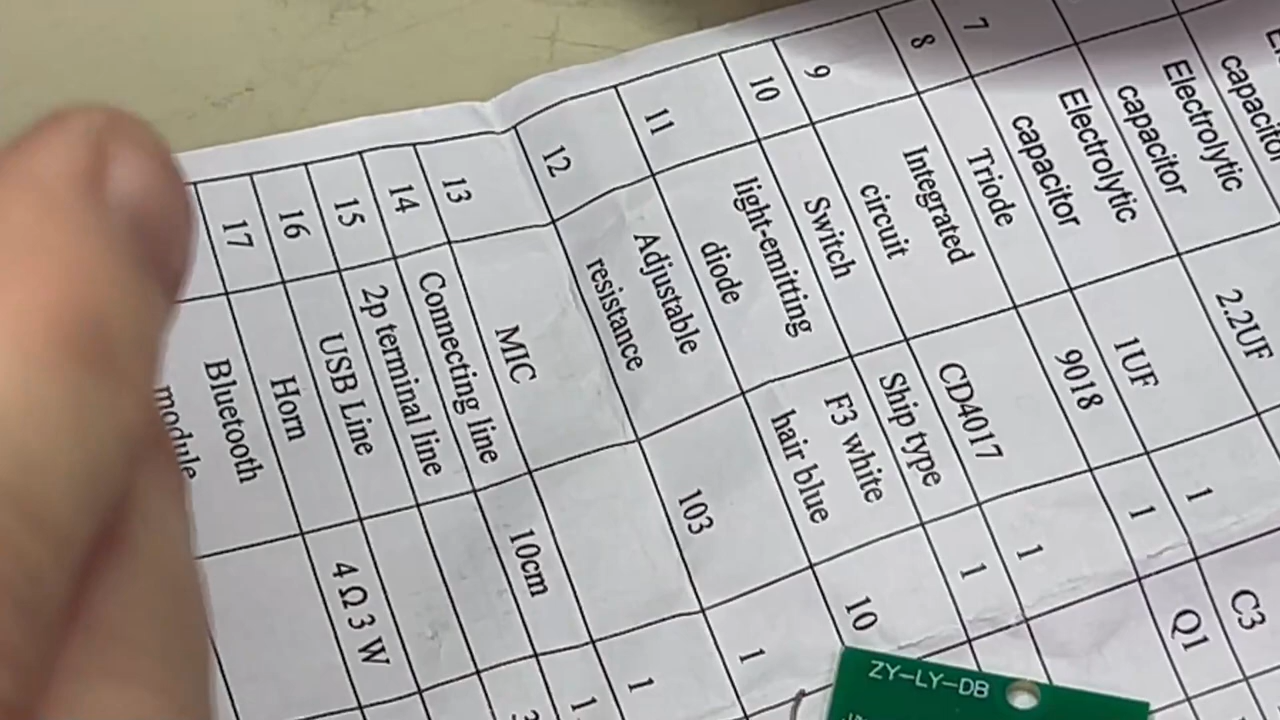 capacitor
Electrolytic
capacitor
2.2UF
7
Electrolytic
capacitor
1UF
1
C3
8
Triode
9018
1
Q1
9
Integrated
circuit
CD4017
1
10
Switch
Ship type
1
11
light-emitting
diode
F3 white
hair blue
10
12
Adjustable
resistance
103
1
13
MIC
1
14
Connecting line
10cm
1
15
2p terminal line
16
USB Line
17
Horn
4Ω3W
Bluetooth
module
ZY-LY-DB